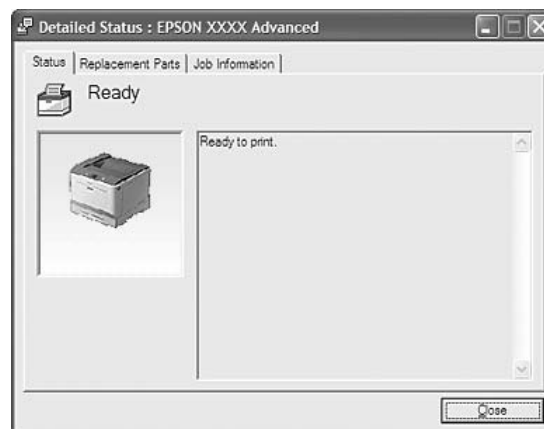 Detailed Status : EPSON XXXX Advanced
Status Replacement Parts Job Information
Ready
Ready to print.
Close